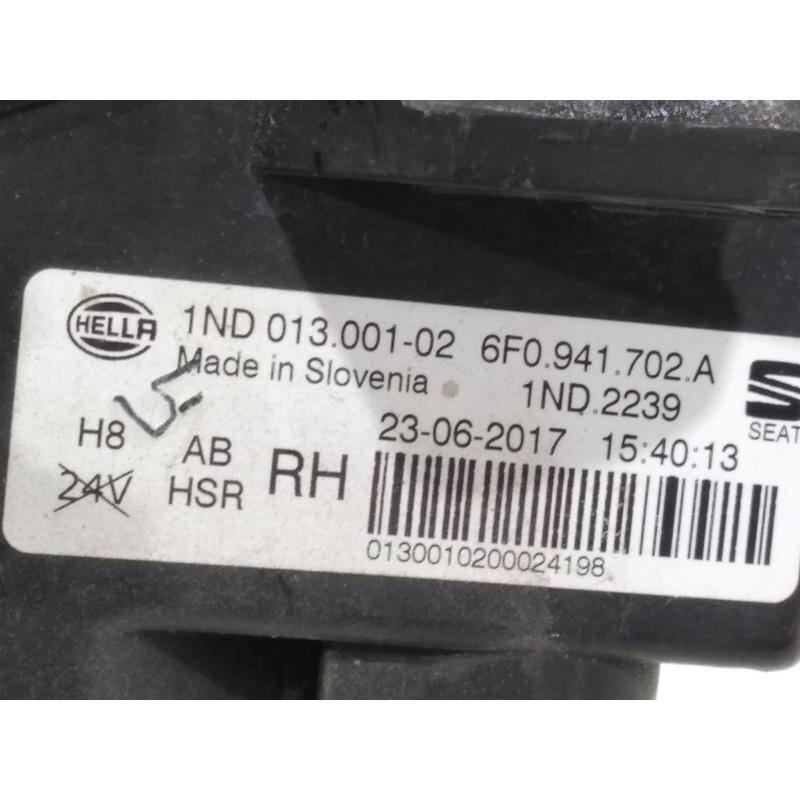 HELLA 1ND 013.001-02 6F0.941.702.A
Made in Slovenia 1ND.2239
SEAT
H8 AB RH 23-06-2017 15:40:13
24V HSR
0130010200024198